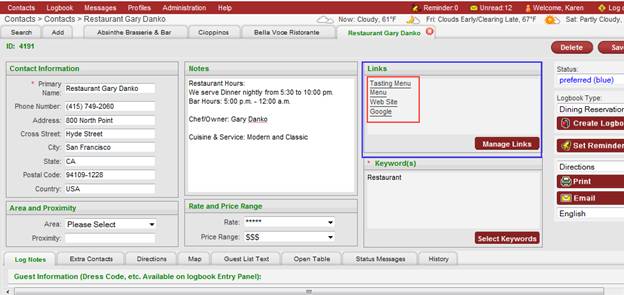 Contacts Logbook Messages Profiles Administration Help Reminder:0 Unread:12 Welcome, Karen
Contacts > Contacts > Restaurant Gary Danko Now: Cloudy, 61°F Fri: Clouds Early/Clearing Late, 67°F Sat: Partly Cloudy,
Search Add Absinthe Brasserie & Bar Cioppinos Bella Voce Ristorante Restaurant Gary Danko
ID: 4191
Delete Save
Contact Information
* Primary Name: Restaurant Gary Danko
Phone Number: (415) 749-2060
Address: 800 North Point
Cross Street: Hyde Street
City: San Francisco
State: CA
Postal Code: 94109-1228
Country: USA
Area and Proximity
Area: Please Select
Proximity:
Notes
Restaurant Hours:
We serve Dinner nightly from 5:30 to 10:00 pm.
Bar Hours: 5:00 p.m. - 12:00 a.m.
Chef/Owner: Gary Danko
Cuisine & Service: Modern and Classic
Rate and Price Range
Rate: *****
Price Range: $$$
Links
Tasting Menu
Menu
Web Site
Google
Manage Links
* Keyword(s)
Restaurant
Select Keywords
Status:
preferred (blue)
Logbook Type:
Dining Reservation
Create Logbo
Set Reminder
Directions
Print
Email
English
Log Notes Extra Contacts Directions Map Guest List Text Open Table Status Messages History
Guest Information (Dress Code, etc. Available on logbook Entry Panel):